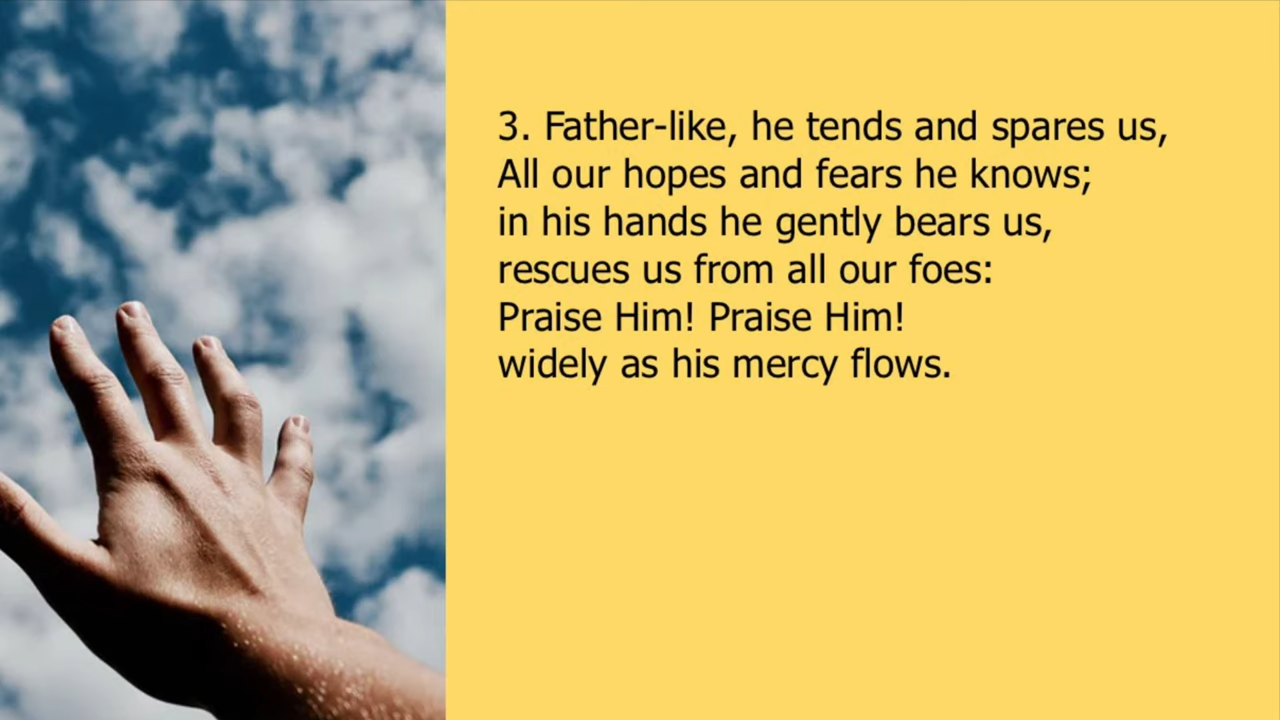 3. Father-like, he tends and spares us,
All our hopes and fears he knows;
in his hands he gently bears us,
rescues us from all our foes:
Praise Him! Praise Him!
widely as his mercy flows.